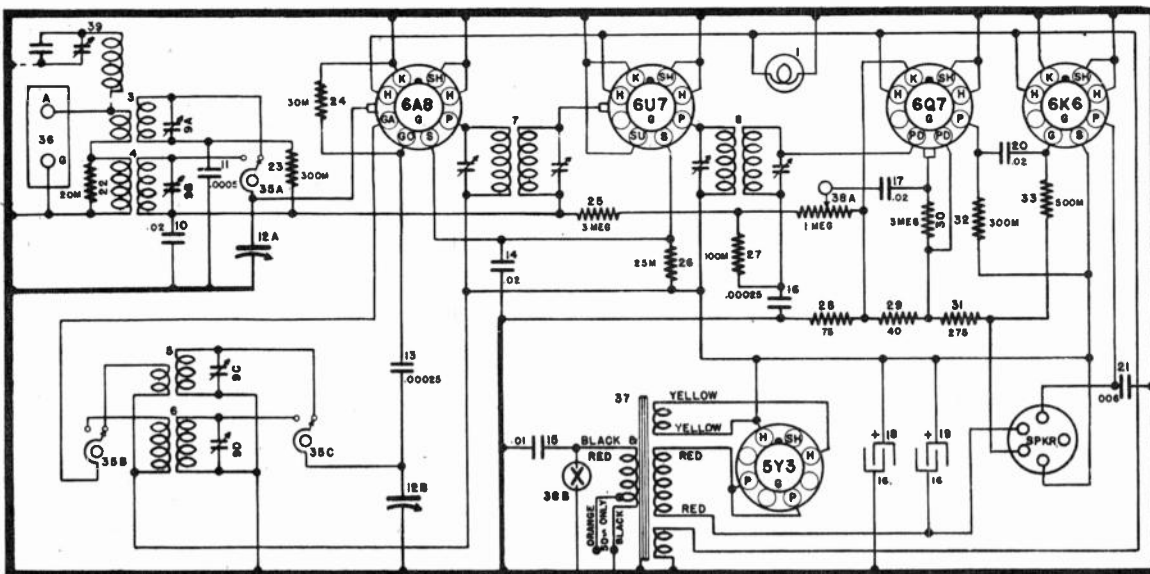 39
A
36
G
3
9A
4
22
20M
9B
11
.0005
23
300M
35A
10
.02
12A
30M
24
K
SH
H
6A8
H
GA
G
P
GO
S
7
K
SH
H
6U7
H
G
P
SU
S
8
1
K
SH
H
6Q7
H
G
P
PD
PD
K
SH
H
6K6
H
G
P
G
S
20
.02
17
.02
38A
1 MEG
3MEG
30
32
300M
33
500M
25
3 MEG
14
.02
25M
26
100M
27
.00025
16
28
75
29
40
31
275
13
.00025
5
9C
6
9D
35B
35C
12B
37
YELLOW
YELLOW
.01
15
BLACK &
RED
38B
ORANGE
50~ ONLY
BLACK
RED
RED
H
SH
5Y3
H
P
G
P
+
18
16.
+
19
16
SPKR
21
.006